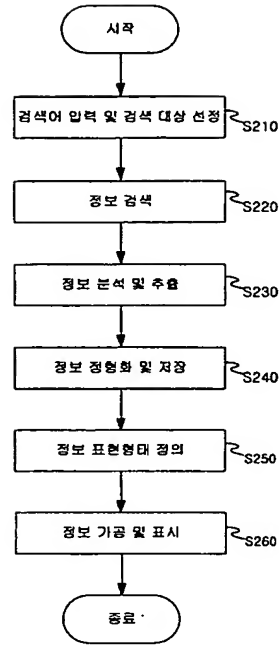 시작
검색어 입력 및 검색 대상 선정
S210
정보 검색
S220
정보 분석 및 추출
S230
정보 정형화 및 저장
S240
정보 표현형태 정의
S250
정보 가공 및 표시
S260
종료